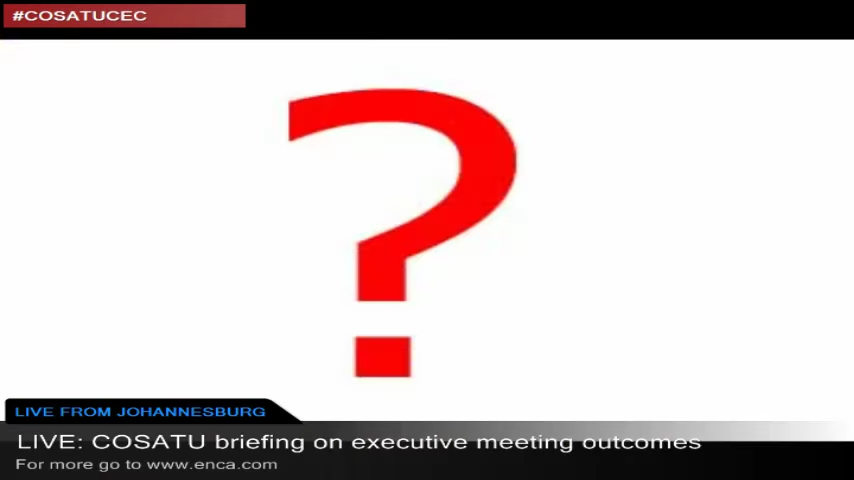 #COSATUCEC
?
LIVE FROM JOHANNESBURG
LIVE: COSATU briefing on executive meeting outcomes
For more go to www.enca.com